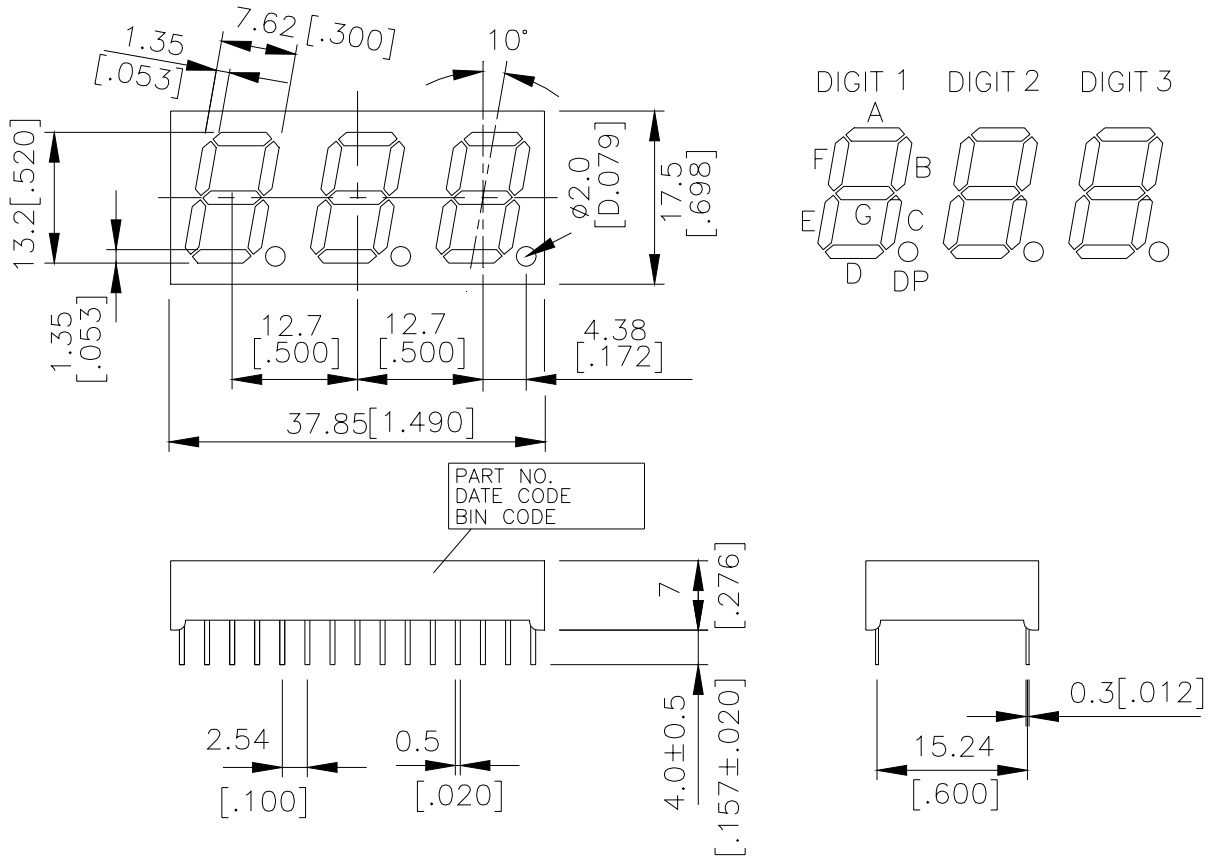 7.62 [.300]
1.35
[.053]
10°
13.2[.520]
1.35
[.053]
ø2.0
[D.079]
17.5
[.698]
12.7
[.500]
12.7
[.500]
4.38
[.172]
37.85[1.490]
DIGIT 1 DIGIT 2 DIGIT 3
A
F B
G
E C
D DP
PART NO.
DATE CODE
BIN CODE
7
[.276]
4.0±0.5
[.157±.020]
2.54
[.100]
0.5
[.020]
0.3[.012]
15.24
[.600]